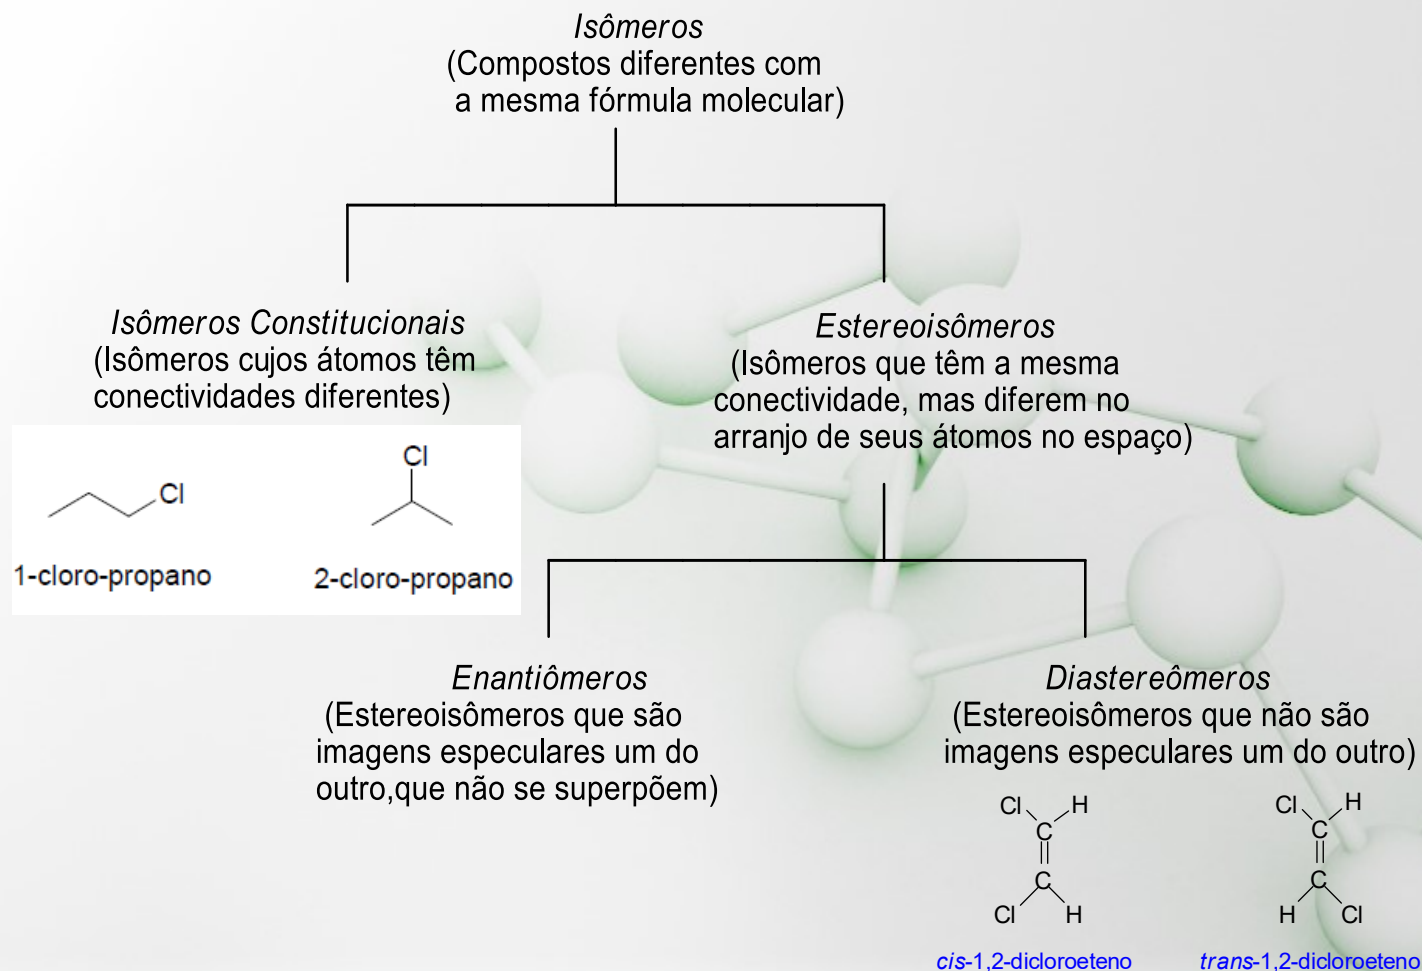 Isômeros
(Compostos diferentes com
a mesma fórmula molecular)
Isômeros Constitucionais
(Isômeros cujos átomos têm
conectividades diferentes)
Cl
Cl
1-cloro-propano
2-cloro-propano
Estereoisômeros
(Isômeros que têm a mesma
conectividade, mas diferem no
arranjo de seus átomos no espaço)
Enantiômeros
(Estereoisômeros que são
imagens especulares um do
outro,que não se superpõem)
Diastereômeros
(Estereoisômeros que não são
imagens especulares um do outro)
Cl H
C
C
Cl H
cis-1,2-dicloroeteno
Cl H
C
C
H Cl
trans-1,2-dicloroeteno